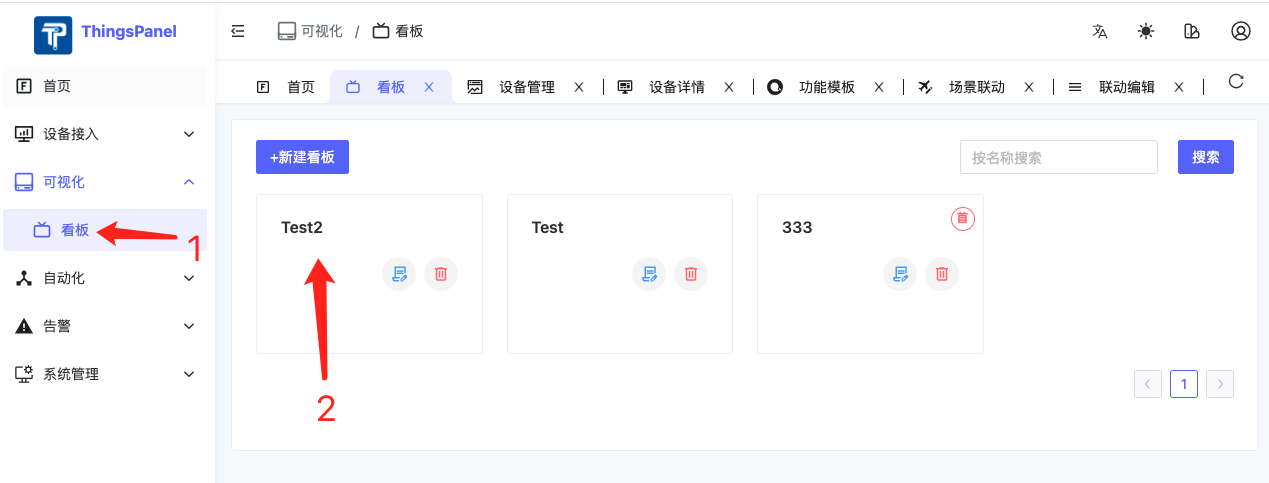 ThingsPanel
可视化 / 看板
首页
设备接入
可视化
看板
1
自动化
告警
系统管理
首页 看板 X 设备管理 X 设备详情 X 功能模板 X 场景联动 X 联动编辑 X
+新建看板
按名称搜索 搜索
Test2
Test
333 首
2
1